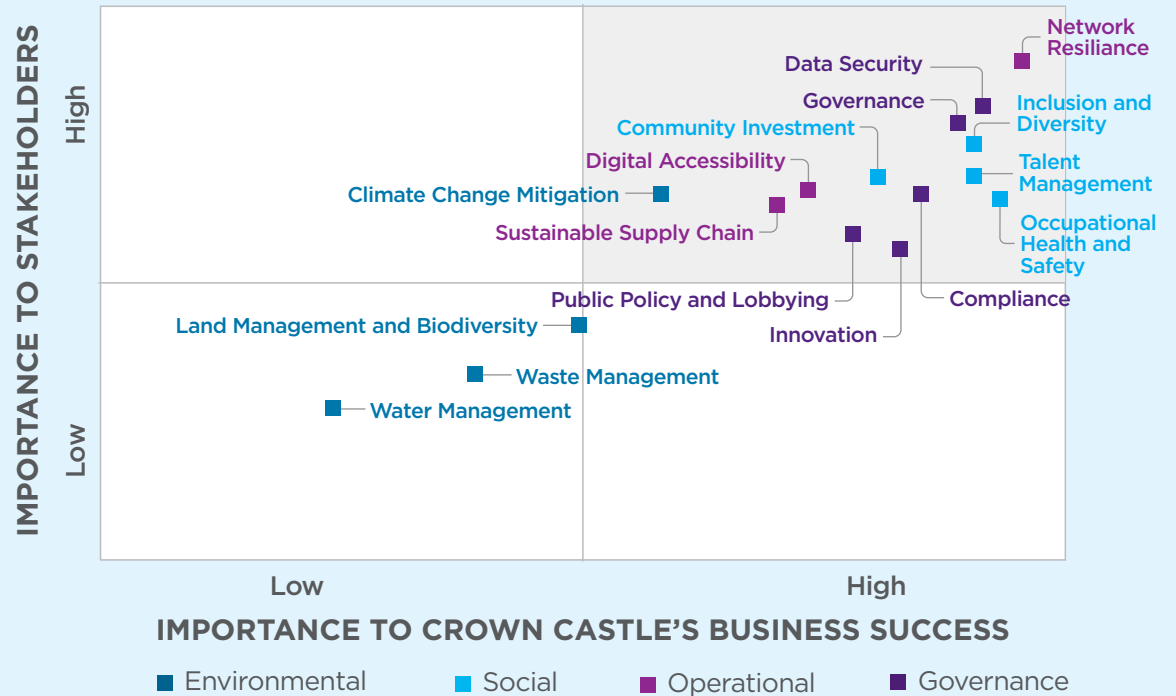 IMPORTANCE TO STAKEHOLDERS
High
Low
Network
Resiliance
Data Security
Governance
Inclusion and
Diversity
Community Investment
Digital Accessibility
Talent
Management
Climate Change Mitigation
Sustainable Supply Chain
Occupational
Health and
Safety
Public Policy and Lobbying
Compliance
Innovation
Land Management and Biodiversity
Waste Management
Water Management
Low
High
IMPORTANCE TO CROWN CASTLE'S BUSINESS SUCCESS
Environmental
Social
Operational
Governance